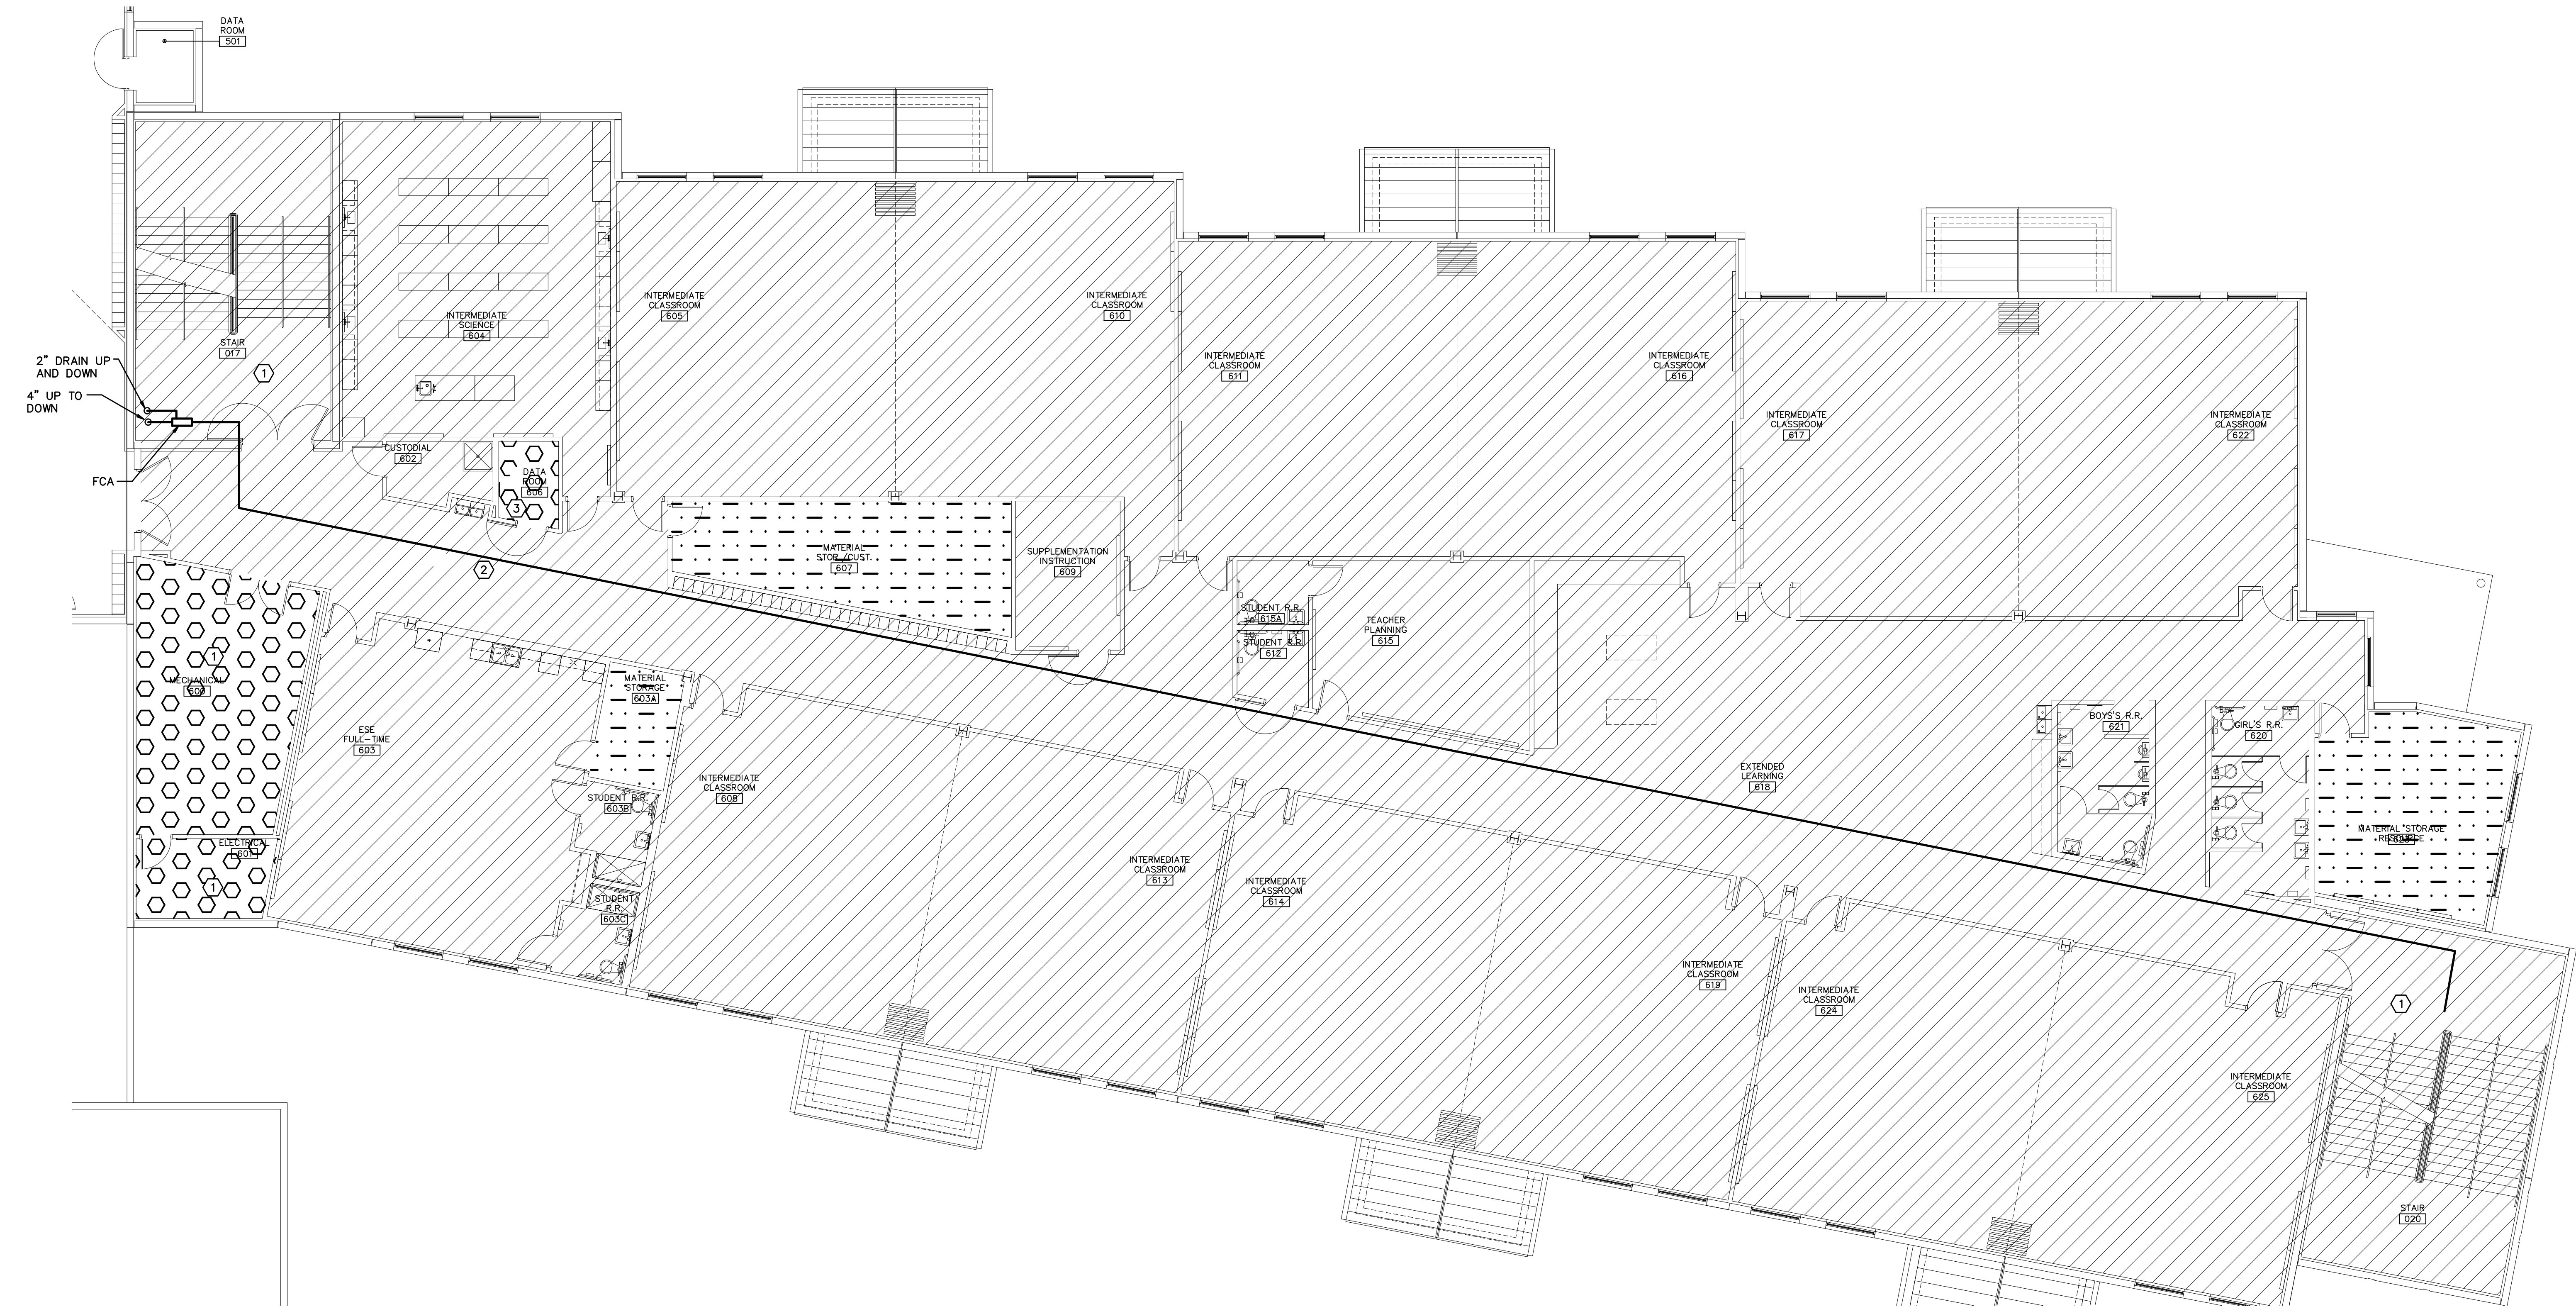 DATA
ROOM
501
INTERMEDIATE
CLASSROOM
605
INTERMEDIATE
CLASSROOM
610
INTERMEDIATE
SCIENCE
604
STAIR
017
1
2" DRAIN UP
AND DOWN
4" UP TO
DOWN
FCA
INTERMEDIATE
CLASSROOM
611
INTERMEDIATE
CLASSROOM
616
INTERMEDIATE
CLASSROOM
617
INTERMEDIATE
CLASSROOM
622
CUSTODIAL
602
DATA
ROOM
606
3
2
MATERIAL
STOR./CUST.
607
SUPPLEMENTATION
INSTRUCTION
609
STUDENT R.R.
615A
STUDENT R.R.
612
TEACHER
PLANNING
615
1
MECHANICAL
600
ESE
FULL-TIME
603
MATERIAL
STORAGE
603A
STUDENT R.R.
603B
INTERMEDIATE
CLASSROOM
608
EXTENDED
LEARNING
618
BOYS'S R.R.
621
GIRL'S R.R.
620
MATERIAL STORAGE
RESOURCE
ELECTRICAL
601
1
STUDENT
R.R.
603C
INTERMEDIATE
CLASSROOM
613
INTERMEDIATE
CLASSROOM
614
INTERMEDIATE
CLASSROOM
619
INTERMEDIATE
CLASSROOM
624
1
INTERMEDIATE
CLASSROOM
625
STAIR
020